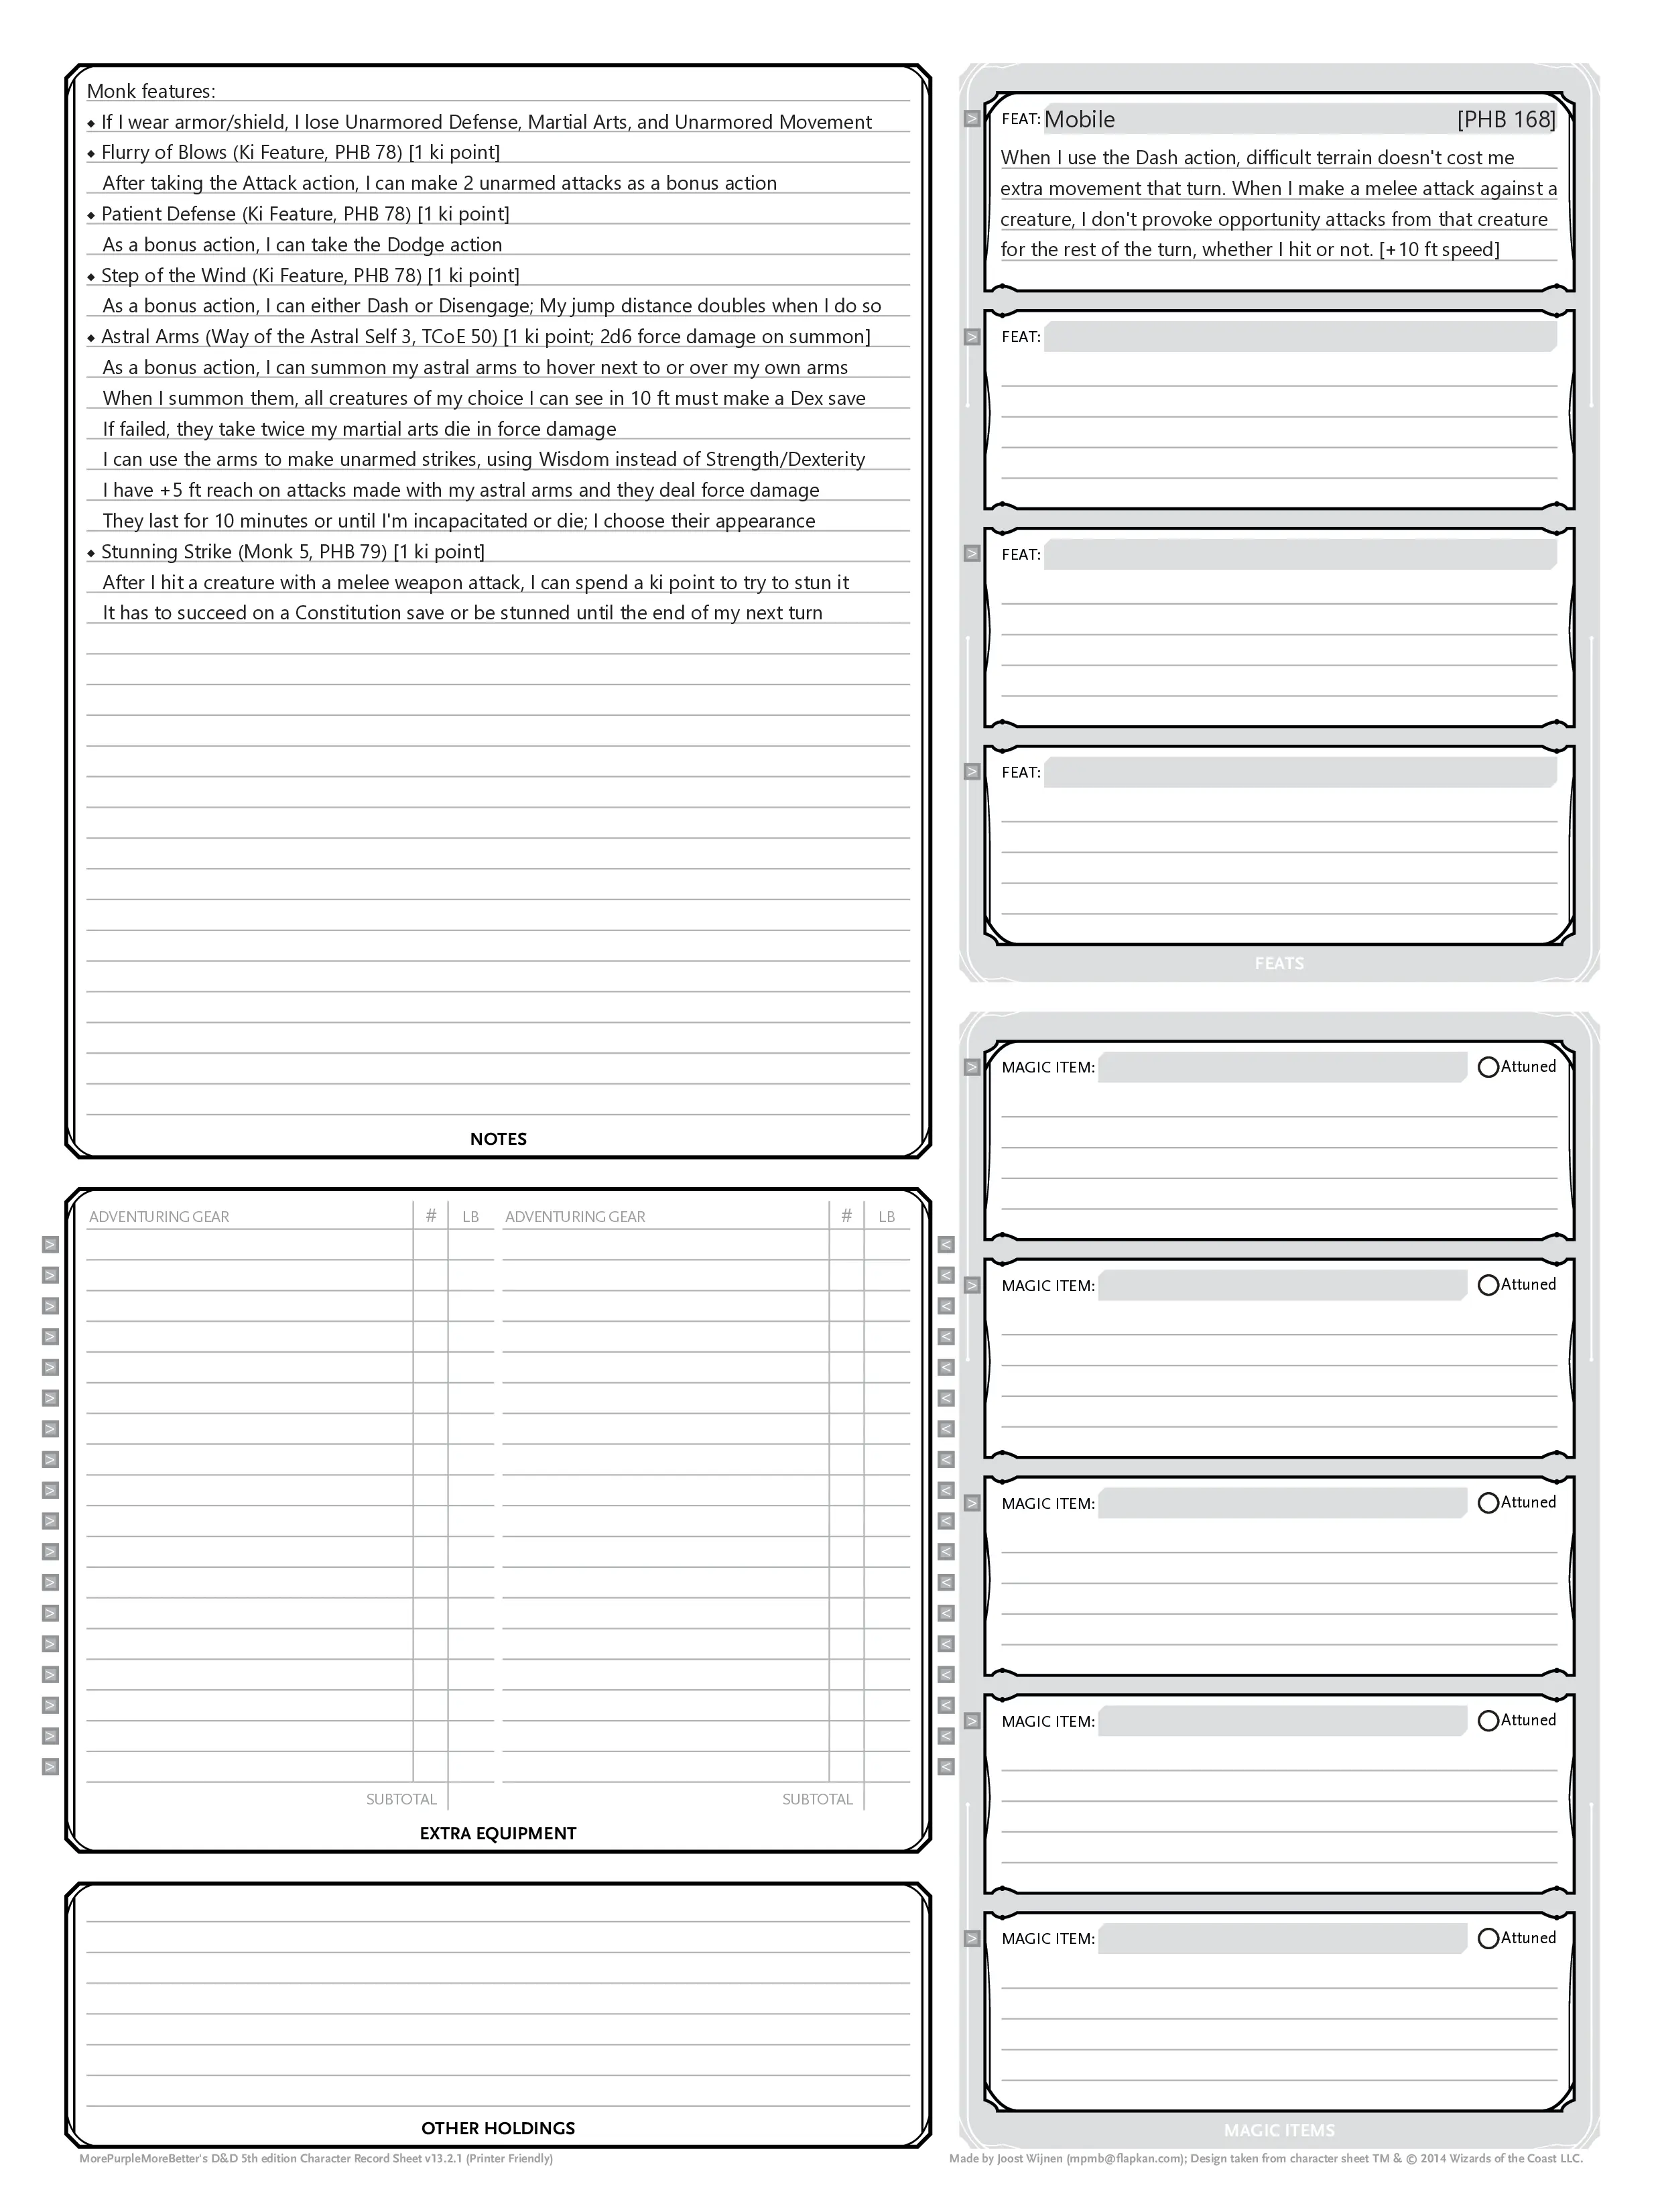 Monk features:
⬥ If I wear armor/shield, I lose Unarmored Defense, Martial Arts, and Unarmored Movement
⬥ Flurry of Blows (Ki Feature, PHB 78) [1 ki point]
After taking the Attack action, I can make 2 unarmed attacks as a bonus action
⬥ Patient Defense (Ki Feature, PHB 78) [1 ki point]
As a bonus action, I can take the Dodge action
⬥ Step of the Wind (Ki Feature, PHB 78) [1 ki point]
As a bonus action, I can either Dash or Disengage; My jump distance doubles when I do so
⬥ Astral Arms (Way of the Astral Self 3, TCoE 50) [1 ki point; 2d6 force damage on summon]
As a bonus action, I can summon my astral arms to hover next to or over my own arms
When I summon them, all creatures of my choice I can see in 10 ft must make a Dex save
If failed, they take twice my martial arts die in force damage
I can use the arms to make unarmed strikes, using Wisdom instead of Strength/Dexterity
I have +5 ft reach on attacks made with my astral arms and they deal force damage
They last for 10 minutes or until I'm incapacitated or die; I choose their appearance
⬥ Stunning Strike (Monk 5, PHB 79) [1 ki point]
After I hit a creature with a melee weapon attack, I can spend a ki point to try to stun it
It has to succeed on a Constitution save or be stunned until the end of my next turn
NOTES
ADVENTURING GEAR # LB ADVENTURING GEAR # LB
SUBTOTAL SUBTOTAL
EXTRA EQUIPMENT
OTHER HOLDINGS
FEAT: Mobile [PHB 168]
When I use the Dash action, difficult terrain doesn't cost me
extra movement that turn. When I make a melee attack against a
creature, I don't provoke opportunity attacks from that creature
for the rest of the turn, whether I hit or not. [+10 ft speed]
FEAT:
FEAT:
FEAT:
FEATS
MAGIC ITEM: Attuned
MAGIC ITEM: Attuned
MAGIC ITEM: Attuned
MAGIC ITEM: Attuned
MAGIC ITEM: Attuned
MAGIC ITEMS
MorePurpleMoreBetter's D&D 5th edition Character Record Sheet v13.2.1 (Printer Friendly)
Made by Joost Wijnen (mpmb@flapkan.com); Design taken from character sheet TM & © 2014 Wizards of the Coast LLC.